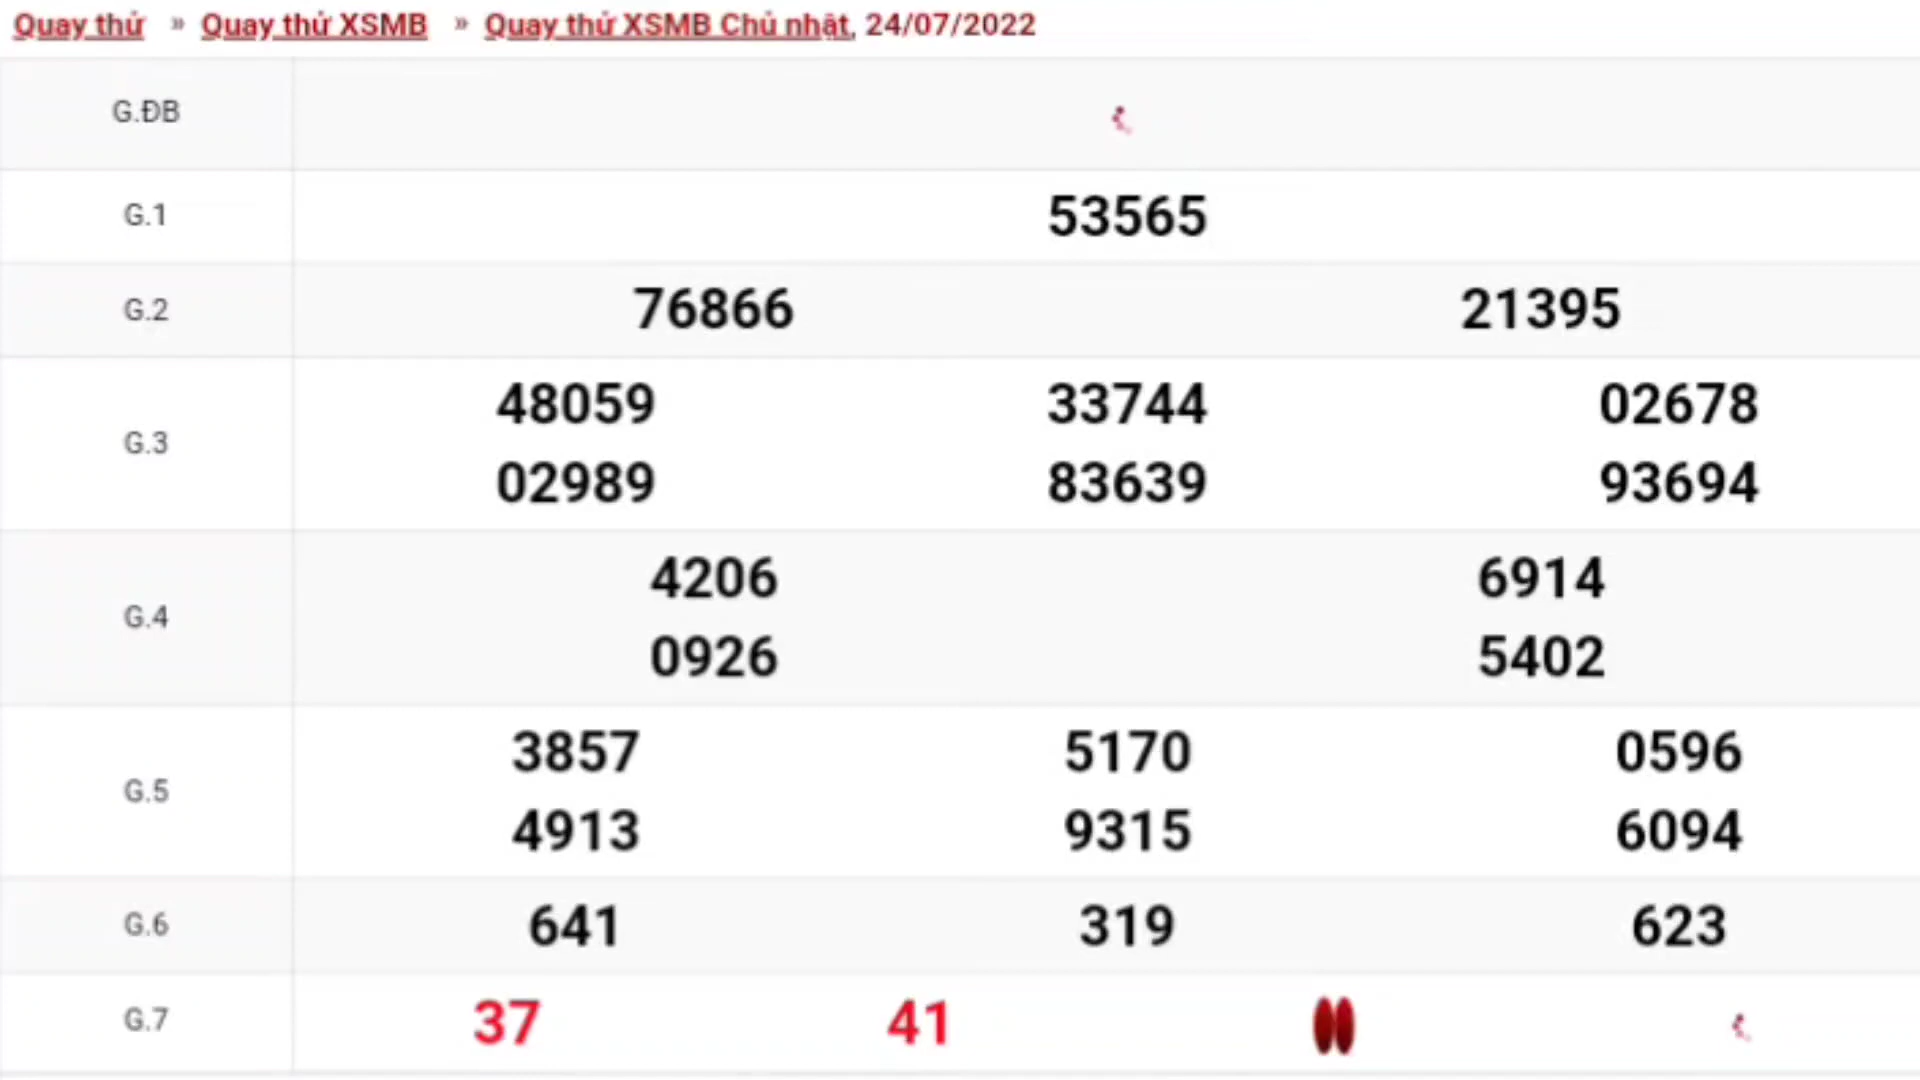 Quay thử » Quay thử XSMB » Quay thử XSMB Chủ nhật, 24/07/2022
G.ĐB
G.1 53565
G.2 76866 21395
G.3 48059 33744 02678
02989 83639 93694
G.4 4206 6914
0926 5402
G.5 3857 5170 0596
4913 9315 6094
G.6 641 319 623
G.7 37 41